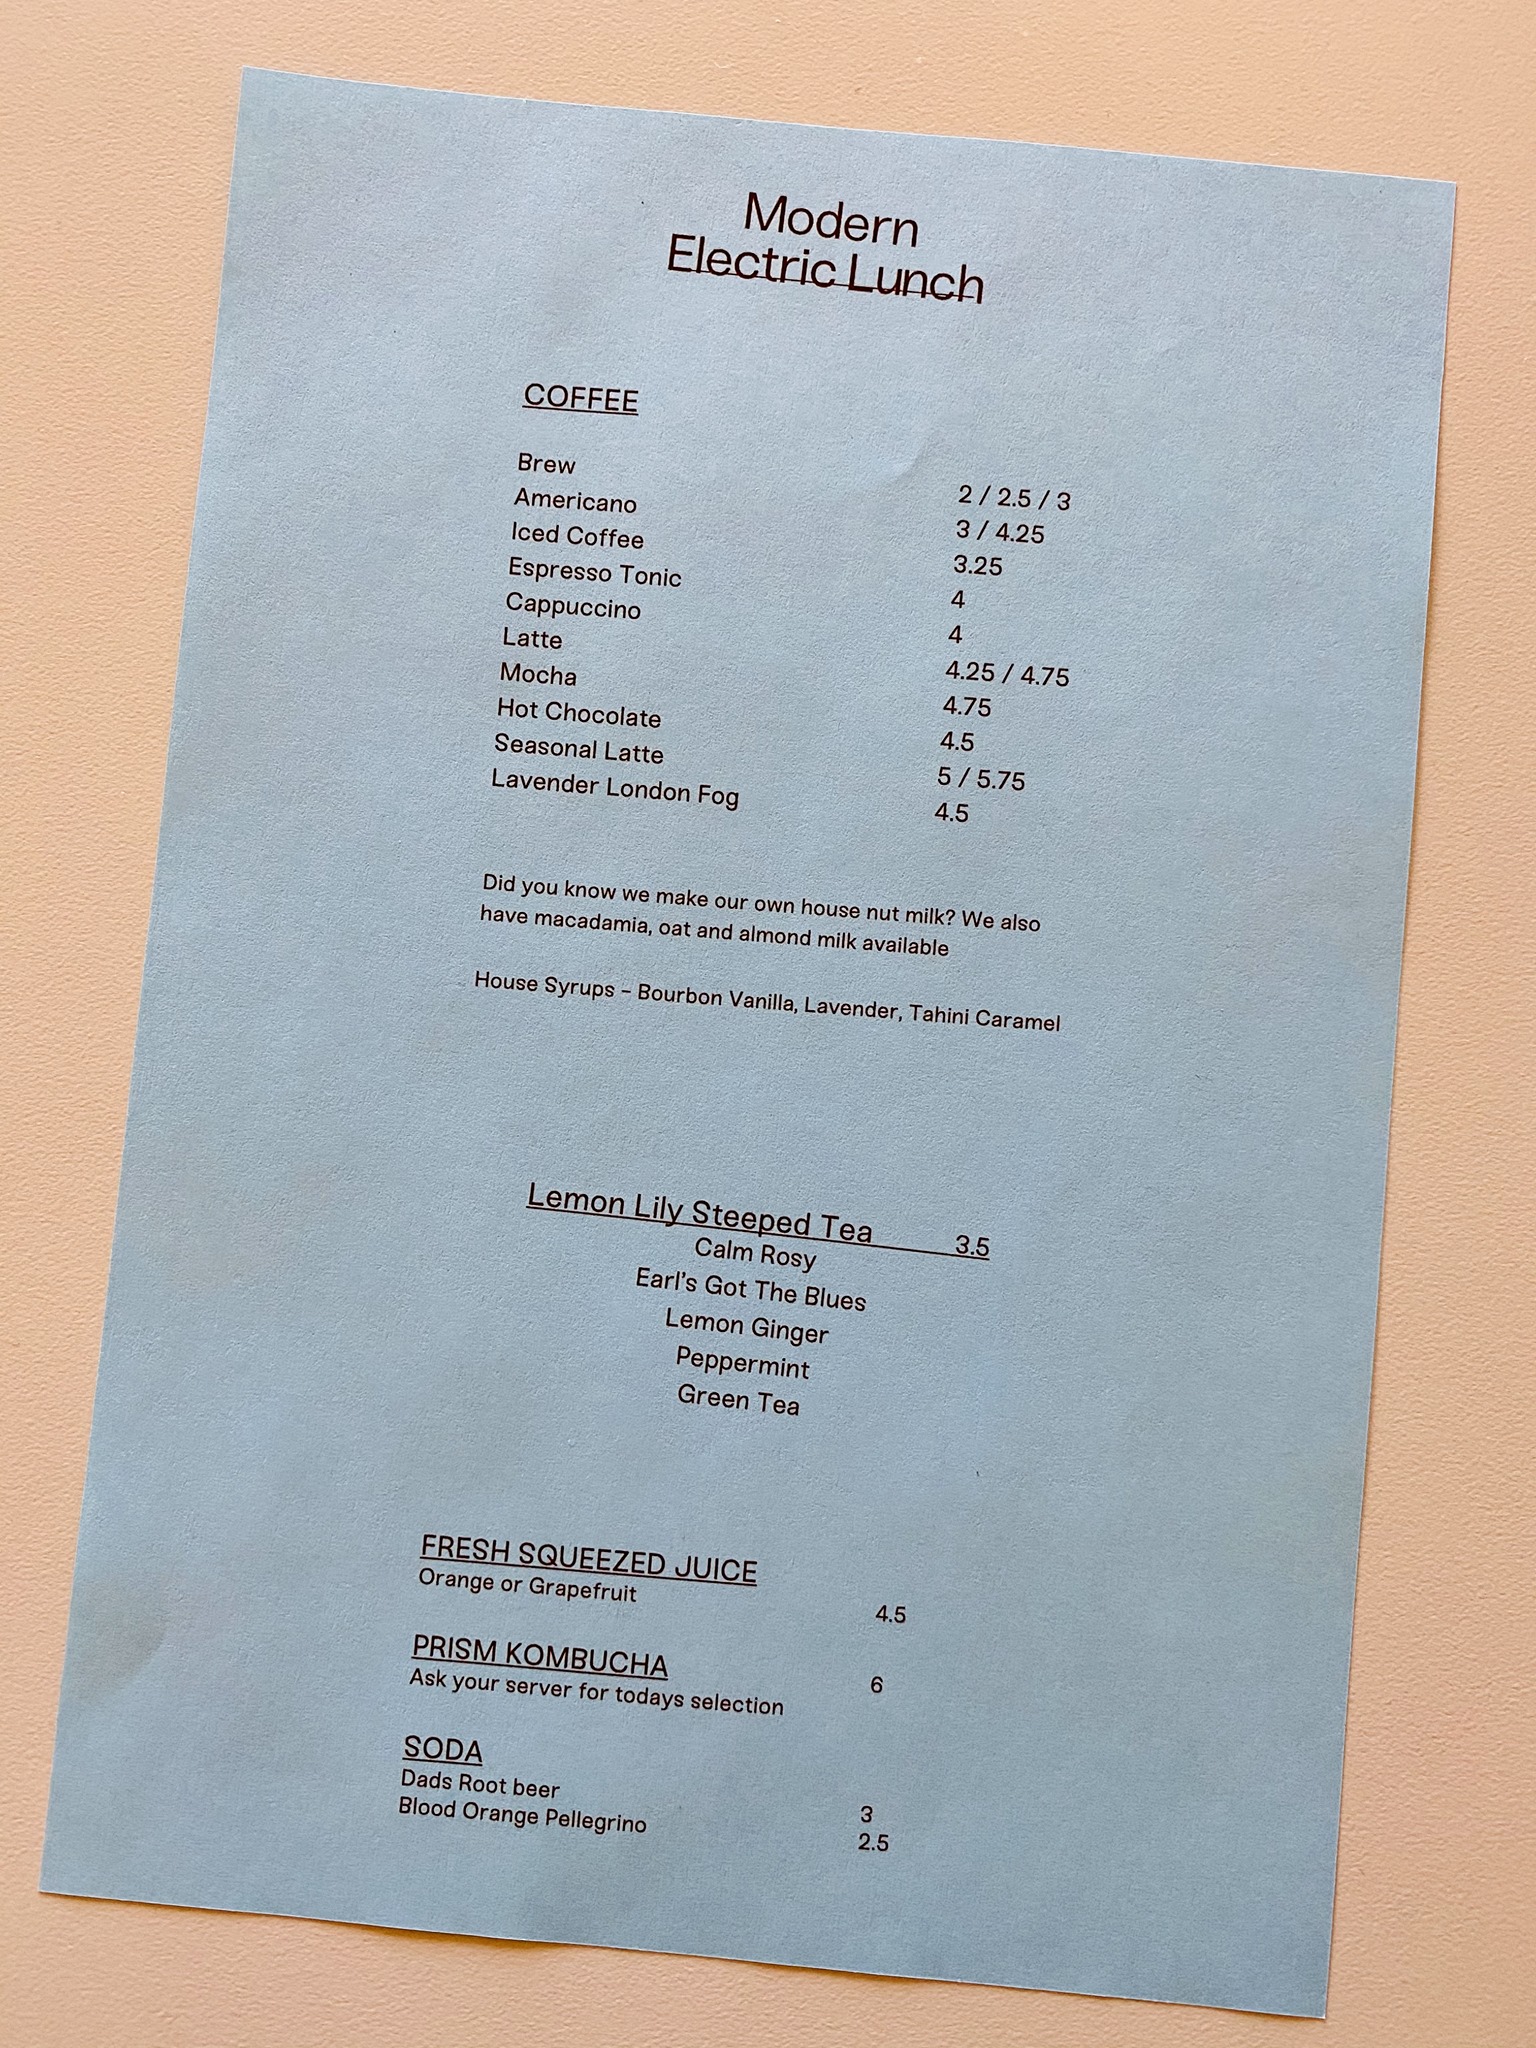 Modern
Electric Lunch
COFFEE
Brew 2 / 2.5 / 3
Americano 3 / 4.25
Iced Coffee 3.25
Espresso Tonic 4
Cappuccino 4
Latte 4.25 / 4.75
Mocha 4.75
Hot Chocolate 4.5
Seasonal Latte 5 / 5.75
Lavender London Fog 4.5
Did you know we make our own house nut milk? We also
have macadamia, oat and almond milk available
House Syrups – Bourbon Vanilla, Lavender, Tahini Caramel
Lemon Lily Steeped Tea 3.5
Calm Rosy
Earl's Got The Blues
Lemon Ginger
Peppermint
Green Tea
FRESH SQUEEZED JUICE
Orange or Grapefruit 4.5
PRISM KOMBUCHA 6
Ask your server for todays selection
SODA
Dads Root beer 3
Blood Orange Pellegrino 2.5